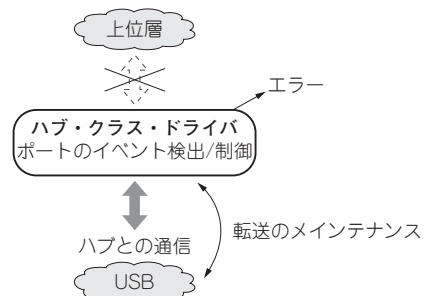 上位層
エラー
ハブ・クラス・ドライバ
ポートのイベント検出/制御
転送のメインテナンス
ハブとの通信
USB